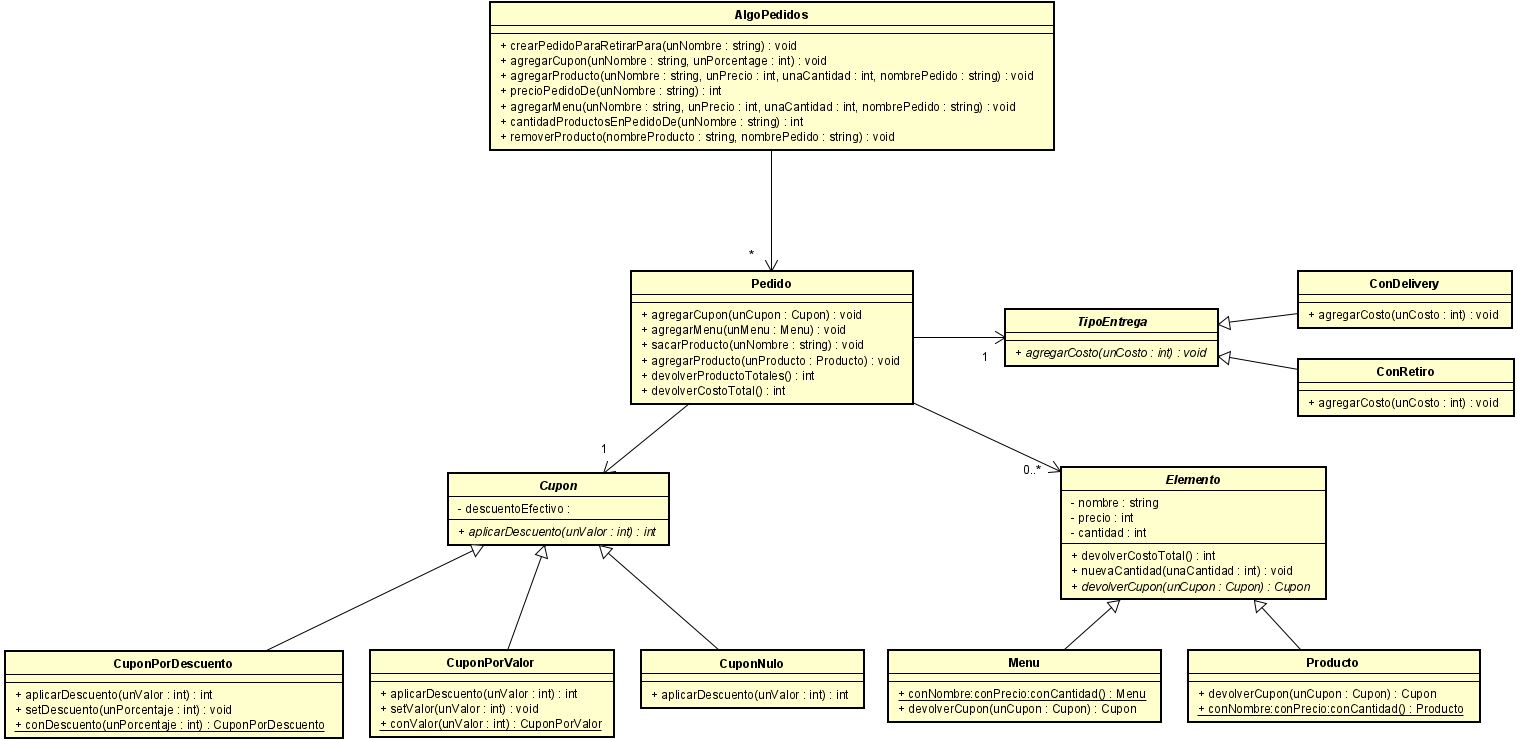 AlgoPedidos
+ crearPedidoParaRetirarPara(unNombre : string) : void
+ agregarCupon(unNombre : string, unPorcentage : int) : void
+ agregarProducto(unNombre : string, unPrecio : int, unaCantidad : int, nombrePedido : string) : void
+ precioPedidoDe(unNombre : string) : int
+ agregarMenu(unNombre : string, unPrecio : int, unaCantidad : int, nombrePedido : string) : void
+ cantidadProductosEnPedidoDe(unNombre : string) : int
+ removerProducto(nombreProducto : string, nombrePedido : string) : void
*
Pedido
+ agregarCupon(unCupon : Cupon) : void
+ agregarMenu(unMenu : Menu) : void
+ sacarProducto(unNombre : string) : void
+ agregarProducto(unProducto : Producto) : void
+ devolverProductoTotales() : int
+ devolverCostoTotal() : int
1
TipoEntrega
+ agregarCosto(unCosto : int) : void
ConDelivery
+ agregarCosto(unCosto : int) : void
ConRetiro
+ agregarCosto(unCosto : int) : void
1
Cupon
- descuentoEfectivo :
+ aplicarDescuento(unValor : int) : int
0..*
Elemento
- nombre : string
- precio : int
- cantidad : int
+ devolverCostoTotal() : int
+ nuevaCantidad(unaCantidad : int) : void
+ devolverCupon(unCupon : Cupon) : Cupon
CuponPorDescuento
+ aplicarDescuento(unValor : int) : int
+ setDescuento(unPorcentaje : int) : void
+ conDescuento(unPorcentaje : int) : CuponPorDescuento
CuponPorValor
+ aplicarDescuento(unValor : int) : int
+ setValor(unValor : int) : void
+ conValor(unValor : int) : CuponPorValor
CuponNulo
+ aplicarDescuento(unValor : int) : int
Menu
+ conNombre:conPrecio:conCantidad() : Menu
+ devolverCupon(unCupon : Cupon) : Cupon
Producto
+ devolverCupon(unCupon : Cupon) : Cupon
+ conNombre:conPrecio:conCantidad() : Producto